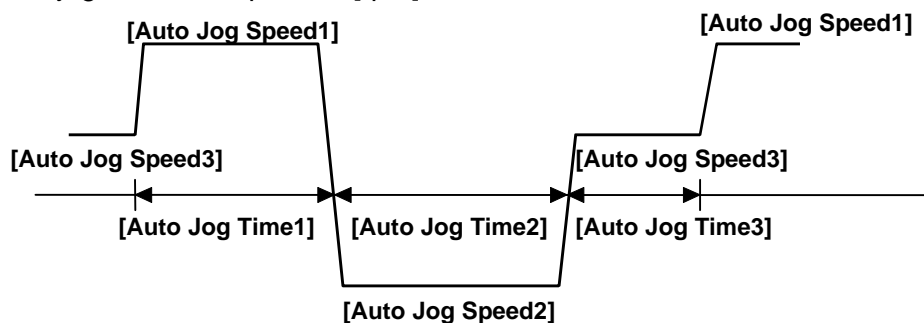 [Auto Jog Speed1]
[Auto Jog Speed1]
[Auto Jog Speed3]
[Auto Jog Speed3]
[Auto Jog Time1]
[Auto Jog Time2]
[Auto Jog Time3]
[Auto Jog Speed2]